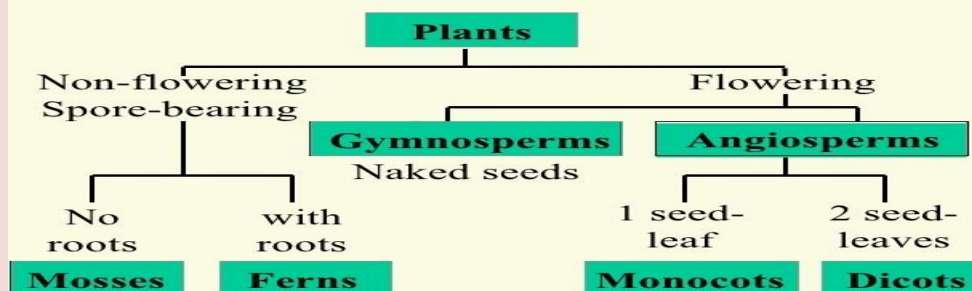 Plants
Non-flowering
Spore-bearing
Flowering
Gymnosperms
Naked seeds
Angiosperms
No
roots
with
roots
1 seed-
leaf
2 seed-
leaves
Mosses
Ferns
Monocots
Dicots